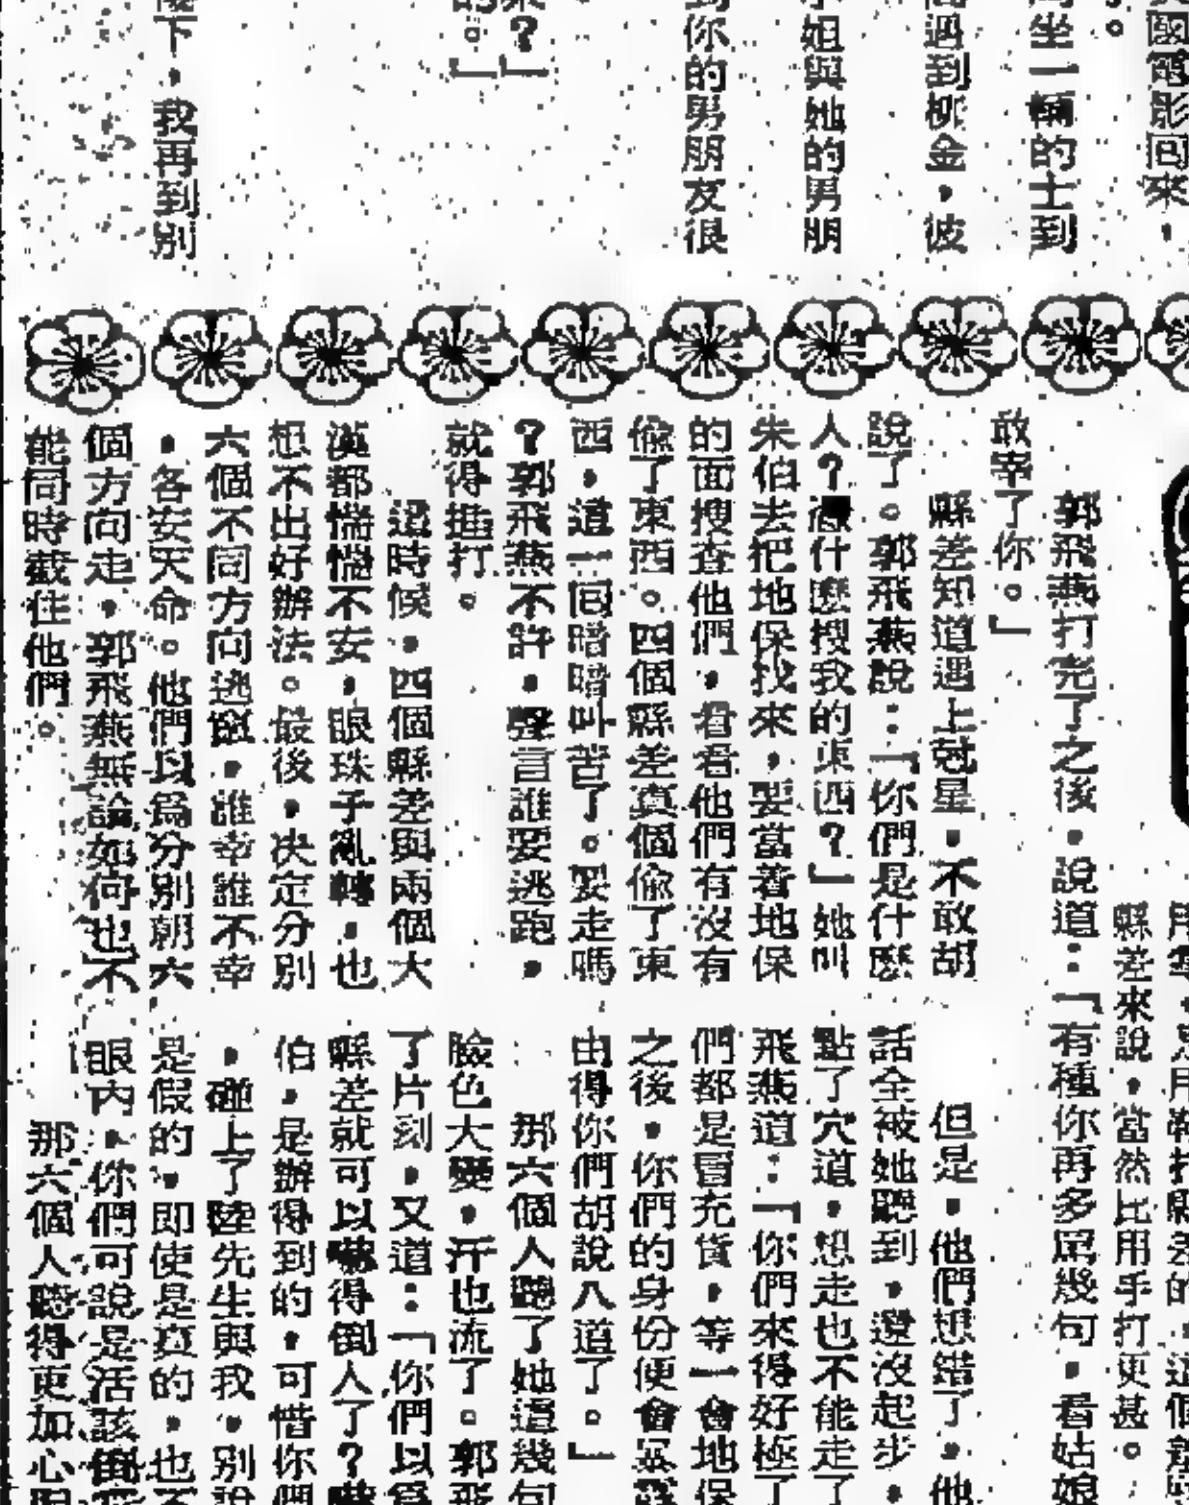 國電影回來，
。
坐一輛的士到
遇到柳金，彼
姐與她的男朋
到你的男朋友很
？」
的。」
下，我再到別
用手打更甚。
縣差來說，當然比用手打更甚。
郭飛燕打完了之後，說道：「有種你再多屈幾句，看姑娘
敢宰了你。」
縣差知道遇上尅星，不敢胡
說了。郭飛燕說：「你們是什麼
人？憑什麼搜我的東西？」她叫
朱伯去把地保找來，要當着地保
的面搜查他們，看看他們有沒有
偷了東西。四個縣差真個偷了東
西，這一回暗暗叫苦了。要走嗎
？郭飛燕不許，聲言誰要逃跑，
就得捱打。
這時候，四個縣差與兩個大
漢都惴惴不安，眼珠子亂轉，也
想不出好辦法。最後，決定分別
六個不同方向逃竄，誰幸誰不幸
，各安天命。他們以爲分別朝六
個方向走，郭飛燕無論如何也不
能同時截住他們。
但是，他們想錯了，他
話全被她聽到，還沒起步，
點了穴道，想走也不能走了
飛燕道：「你們來得好極了
們都是冒充貨，等一會地保
之後，你們的身份便會
由得你們胡說八道了。」
那六個人聽了她這幾句
臉色大變，汗也流了。郭飛
了片刻，又道：「你們以爲
縣差就可以嚇得倒人了？嚇
伯，是辦得到的，可惜你們
，碰上了陸先生與我，別說
是假的，即使是真的，也不
眼內，你們可說是活該倒
那六個人聽得更加心